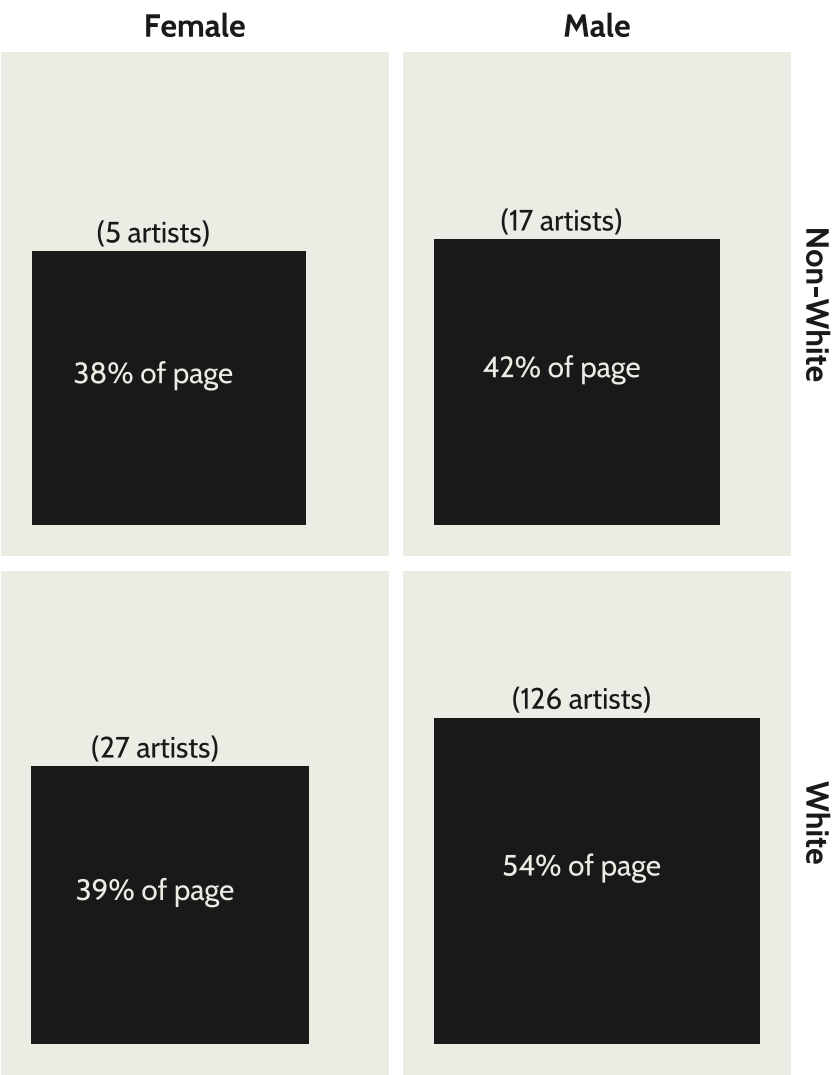 Female
Male
(5 artists)
38% of page
(17 artists)
42% of page
Non-White
(27 artists)
39% of page
(126 artists)
54% of page
White